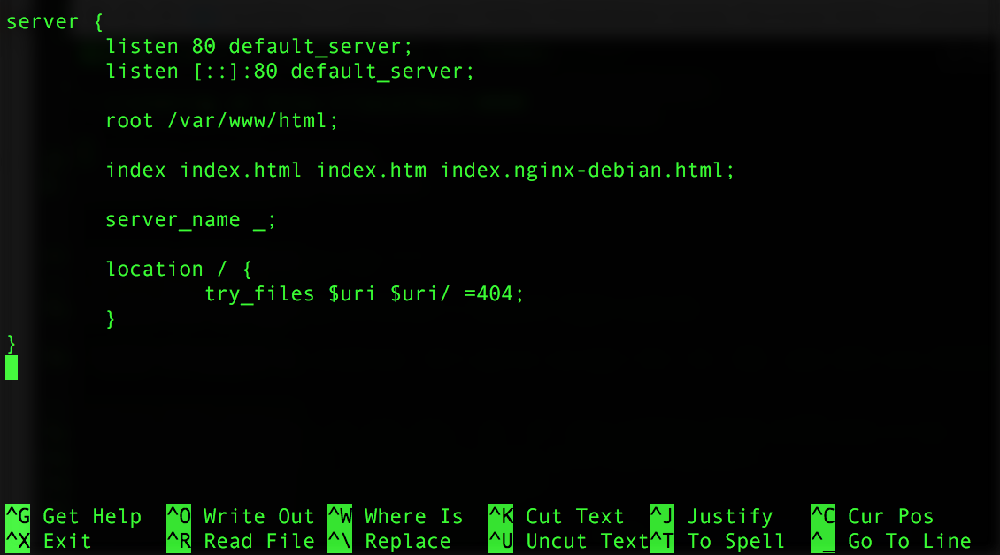 server {
listen 80 default_server;
listen [::]:80 default_server;
root /var/www/html;
index index.html index.htm index.nginx-debian.html;
server_name _;
location / {
try_files $uri $uri/ =404;
}
}
^G Get Help ^O Write Out ^W Where Is ^K Cut Text ^J Justify ^C Cur Pos
^X Exit ^R Read File ^\ Replace ^U Uncut Text ^T To Spell ^_ Go To Line